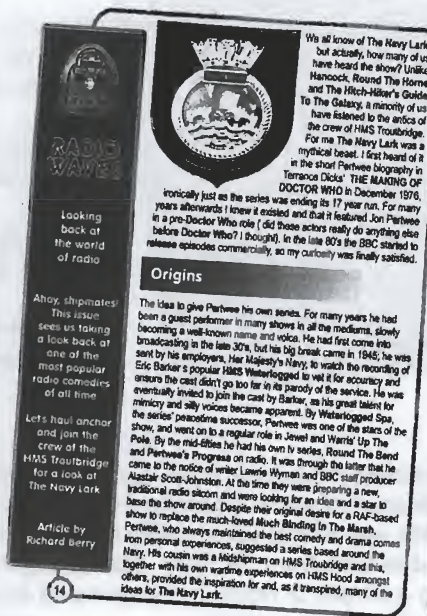 RADIO
WAVES
Looking
back at
the world
of radio
Ahoy, shipmates!
This issue
sees us taking
a look back at
one of the
most popular
radio comedies
of all time
Lets haul anchor
and join the
crew of the
HMS Troutbridge
for a look at
The Navy Lark
Article by
Richard Berry
14
We all know of The Navy Lark
but actually, how many of us
have heard the show? Unlike
Hancock, Round The Horne
and The Hitch-Hiker's Guide
To The Galaxy, a minority of us
have listened to the antics of
the crew of HMS Troutbridge.
For me The Navy Lark was a
mythical beast. I first heard of it
in the short Pertwee biography in
Terrance Dicks' THE MAKING OF
DOCTOR WHO in December 1976,
ironically just as the series was ending its 17 year run. For many
years afterwards I knew it existed and that it featured Jon Pertwee
in a pre-Doctor Who role ( did these actors really do anything else
before Doctor Who? I thought). In the late 80's the BBC started to
release episodes commercially, so my curiosity was finally satisfied.
Origins
The idea to give Pertwee his own series. For many years he had
been a guest performer in many shows in all the mediums, slowly
becoming a well-known name and voice. He had first come into
broadcasting in the late 30's, but his big break came in 1945; he was
sent by his employers, Her Majesty's Navy, to watch the recording of
Eric Barker's popular HMS Waterlogged to vet it for accuracy and
ensure the cast didn't go too far in its parody of the service. He was
eventually invited to join the cast by Barker, as his great talent for
mimicry and silly voices became apparent. By Waterlogged Spa,
the series' peacetime successor, Pertwee was one of the stars of the
show, and went on to a regular role in Jewel and Warris' Up The
Pole. By the mid-fifties he had his own tv series, Round The Bend
and Pertwee's Progress on radio. It was through the latter that he
came to the notice of writer Lawrie Wyman and BBC staff producer
Alastair Scott-Johnston. At the time they were preparing a new,
traditional radio sitcom and were looking for an idea and a star to
base the show around. Despite their original desire for a RAF-based
show to replace the much-loved Much Binding In The Marsh,
Pertwee, who always maintained the best comedy and drama comes
from personal experiences, suggested a series based around the
Navy. His cousin was a Midshipman on HMS Troubridge and this,
together with his own wartime experiences on HMS Hood amongst
others, provided the inspiration for and, as it transpired, many of the
ideas for The Navy Lark.